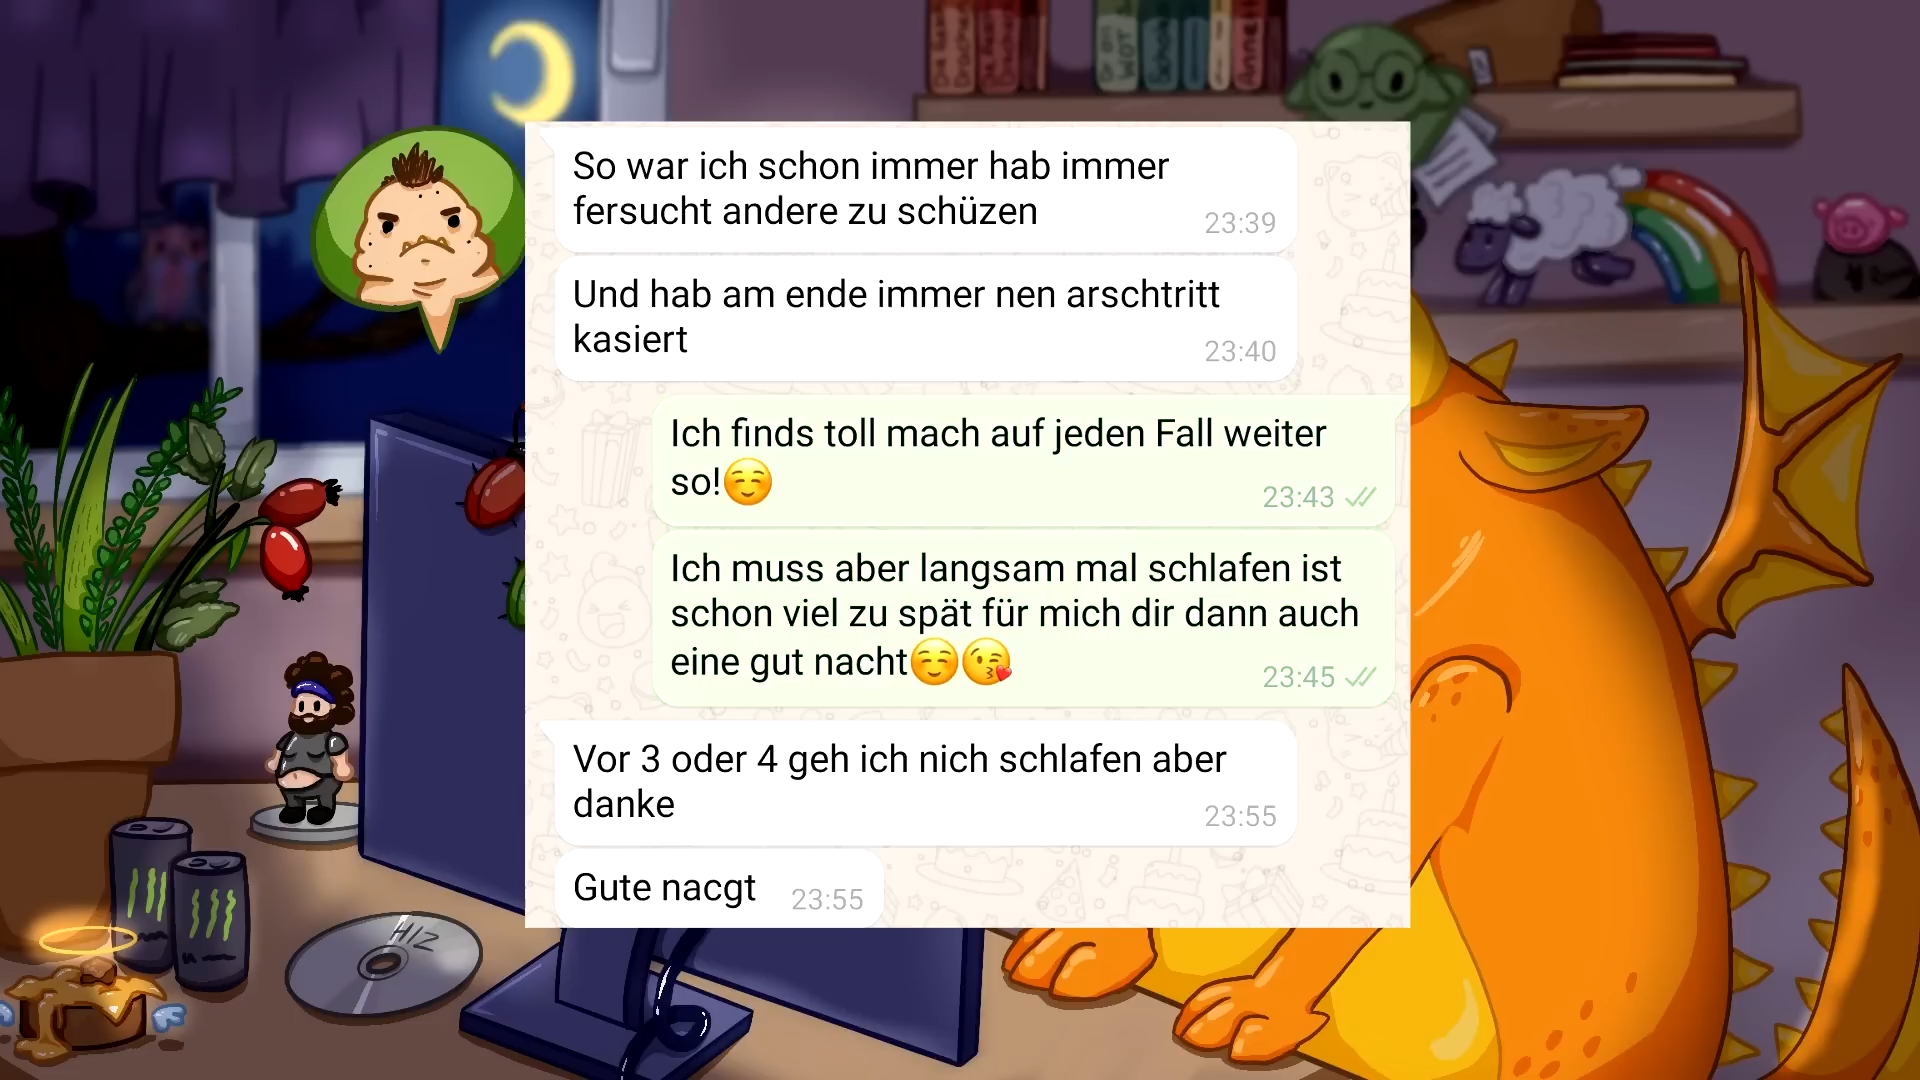 So war ich schon immer hab immer
fersucht andere zu schüzen
23:39
Und hab am ende immer nen arschtritt
kasiert
23:40
Ich finds toll mach auf jeden Fall weiter
so!☺️
23:43
Ich muss aber langsam mal schlafen ist
schon viel zu spät für mich dir dann auch
eine gut nacht☺️😘
23:45
Vor 3 oder 4 geh ich nich schlafen aber
danke
23:55
Gute nacgt 23:55
WOT